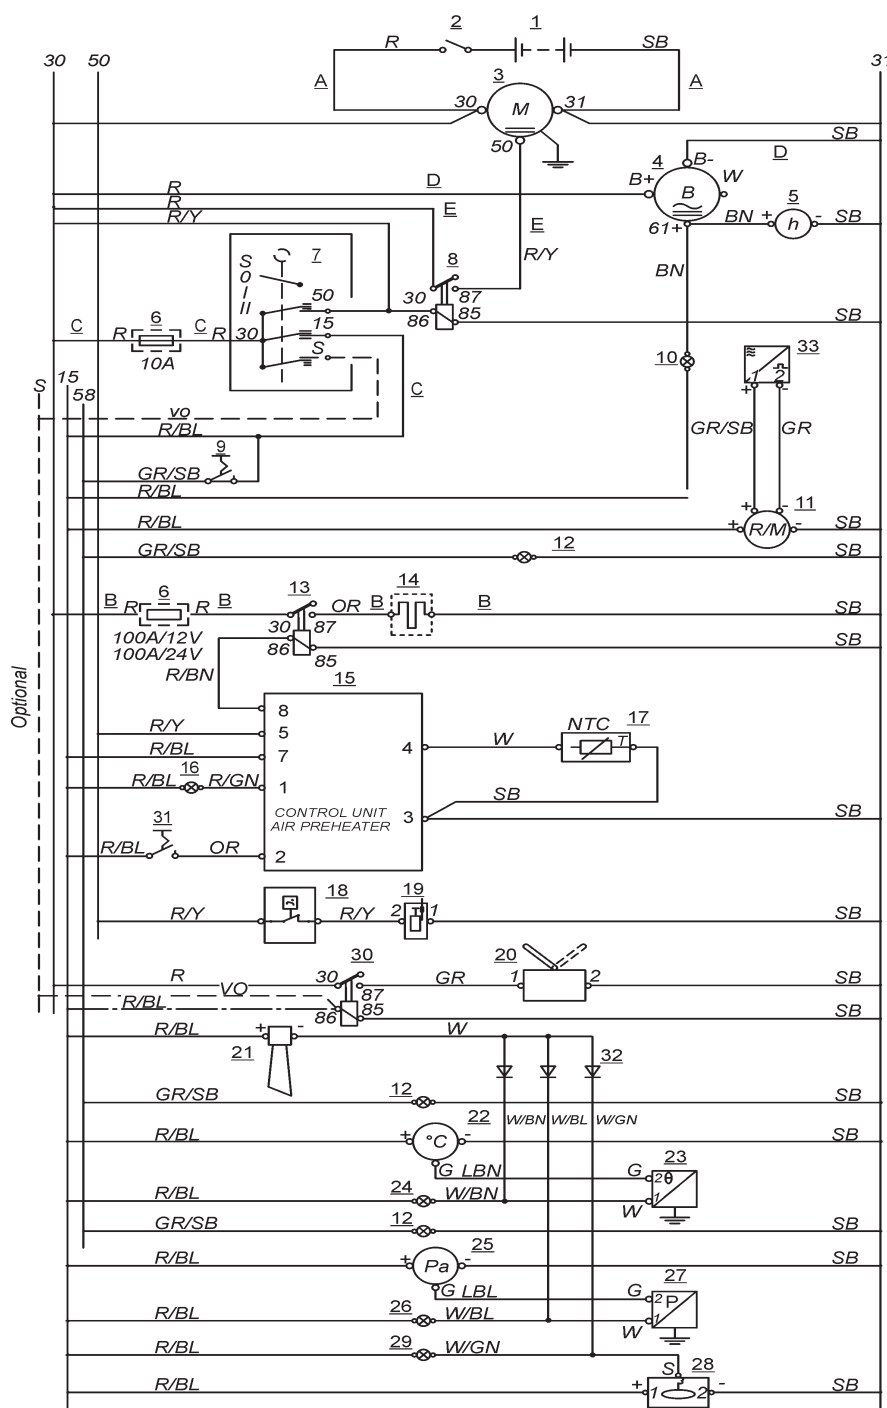 2 1
R SB
30 50 31
A 3 A
30 M 31
50 SB
4 B- D
R D B+ B W 5
R E 61+ BN + h - SB
R/Y E
S 7 8 R/Y BN
0
I
II 50 30 87
C 6 C 15 86 85 SB
R R 30
10A S 10 33
S 15 C 1 2
58 + -
VO
R/BL GR/SB GR
9
GR/SB
R/BL + - 11
R/BL + R/M - SB
GR/SB 12 SB
B R 6 R B 13 OR B 14 B SB
100A/12V 30 87
100A/24V 86 85 SB
R/BN 15
Optional
8
R/Y 5 NTC 17
R/BL 7 4 W T
R/BL 16 R/GN 1 SB
CONTROL UNIT 3 SB
AIR PREHEATER
31
R/BL OR 2
18 19
R/Y R/Y 2 1 SB
30 20
R 30 87 GR 1 2 SB
VO
R/BL 86 85 SB
R/BL + - W
21 32
GR/SB 12 SB
W/BN W/BL W/GN
22
R/BL + °C - SB
G LBN G 2 θ 23
R/BL 24 W/BN 1
W
GR/SB 12 SB
25
R/BL + Pa - SB
G LBL G 2 P 27
R/BL 26 W/BL 1
W
R/BL 29 W/GN
S 28
R/BL + 1 2 - SB